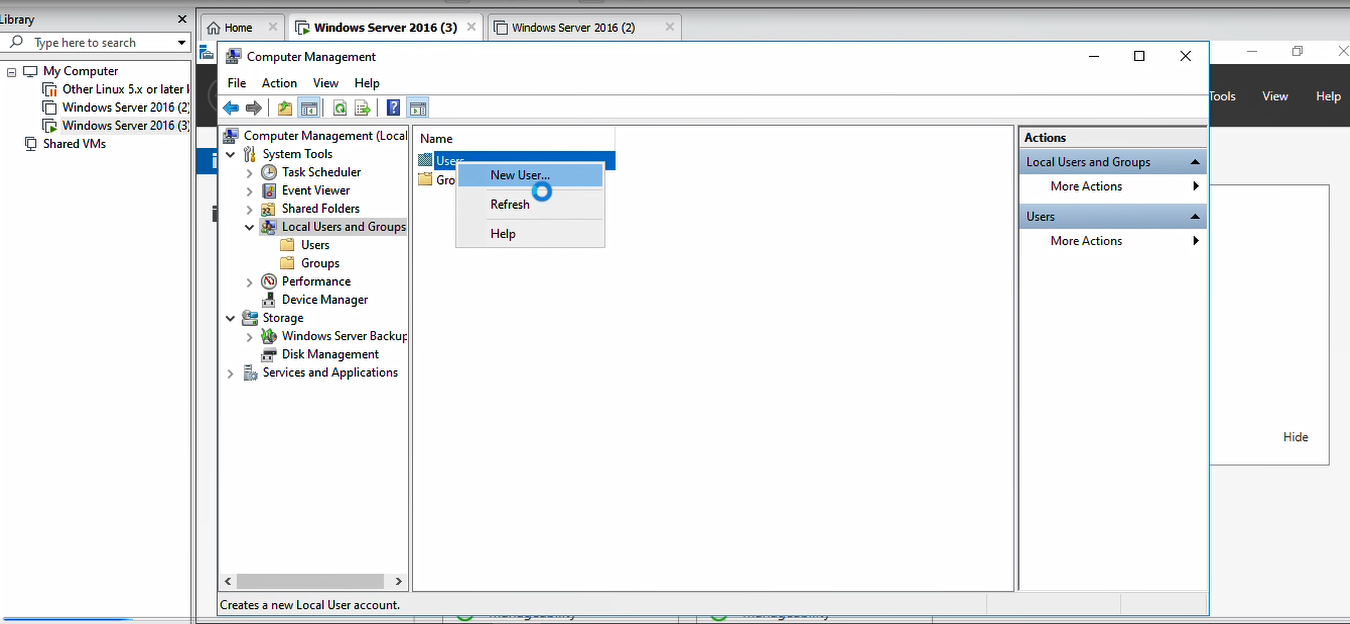 Library
Type here to search
My Computer
Other Linux 5.x or later k
Windows Server 2016 (2)
Windows Server 2016 (3)
Shared VMs
Home
Windows Server 2016 (3)
Windows Server 2016 (2)
Computer Management
File Action View Help
Computer Management (Local
System Tools
Task Scheduler
Event Viewer
Shared Folders
Local Users and Groups
Users
Groups
Performance
Device Manager
Storage
Windows Server Backup
Disk Management
Services and Applications
Name
Users
Gro
New User...
Refresh
Help
Actions
Local Users and Groups
More Actions
Users
More Actions
Tools View Help
Hide
Creates a new Local User account.
Manageability
Manageability